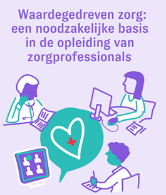 Waardegedreven zorg:
een noodzakelijke basis
in de opleiding van
zorgprofessionals